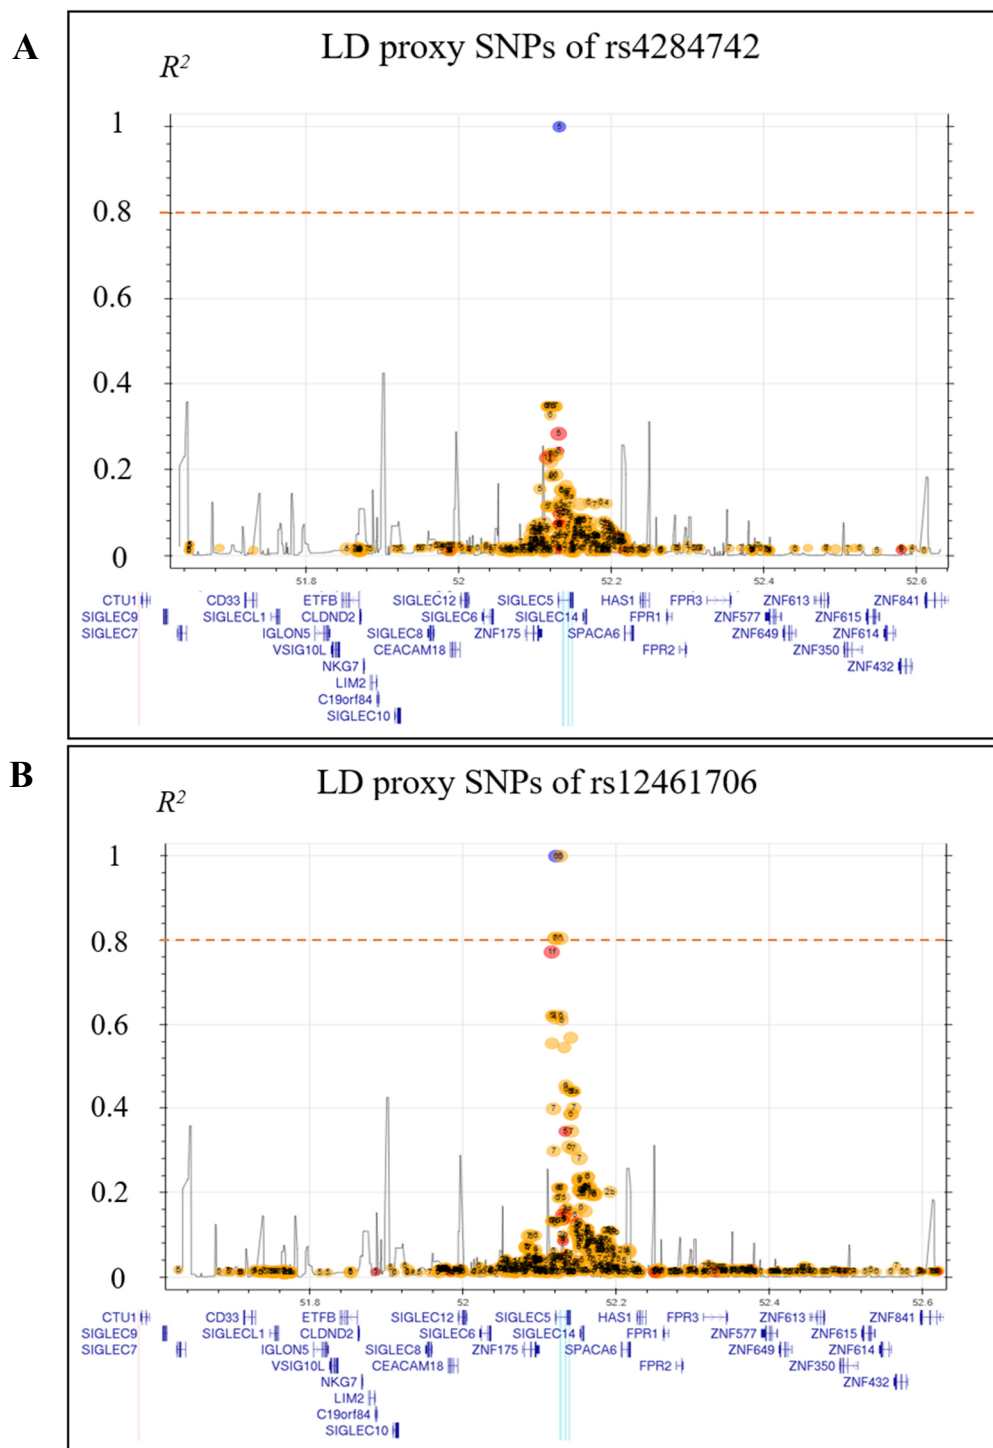 A
LD proxy SNPs of rs4284742
R2
1
0.8
0.6
0.4
0.2
0
51.8 52 52.2 52.4 52.6
CTU1 CD33 ETFB SIGLEC12 SIGLEC5 HAS1 FPR3 ZNF613 ZNF841
SIGLEC9 SIGLECL1 CLDND2 SIGLEC6 SIGLEC14 FPR1 ZNF577 ZNF615
SIGLEC7 IGLON5 SIGLEC8 ZNF175 SPACA6 ZNF649 ZNF614
VSIG10L CEACAM18 FPR2 ZNF350
NKG7 ZNF432
LIM2
C19orf84
SIGLEC10
B
LD proxy SNPs of rs12461706
R2
1
0.8
0.6
0.4
0.2
0
51.8 52 52.2 52.4 52.6
CTU1 CD33 ETFB SIGLEC12 SIGLEC5 HAS1 FPR3 ZNF613 ZNF841
SIGLEC9 SIGLECL1 CLDND2 SIGLEC6 SIGLEC14 FPR1 ZNF577 ZNF615
SIGLEC7 IGLON5 SIGLEC8 ZNF175 SPACA6 ZNF649 ZNF614
VSIG10L CEACAM18 FPR2 ZNF350
NKG7 ZNF432
LIM2
C19orf84
SIGLEC10